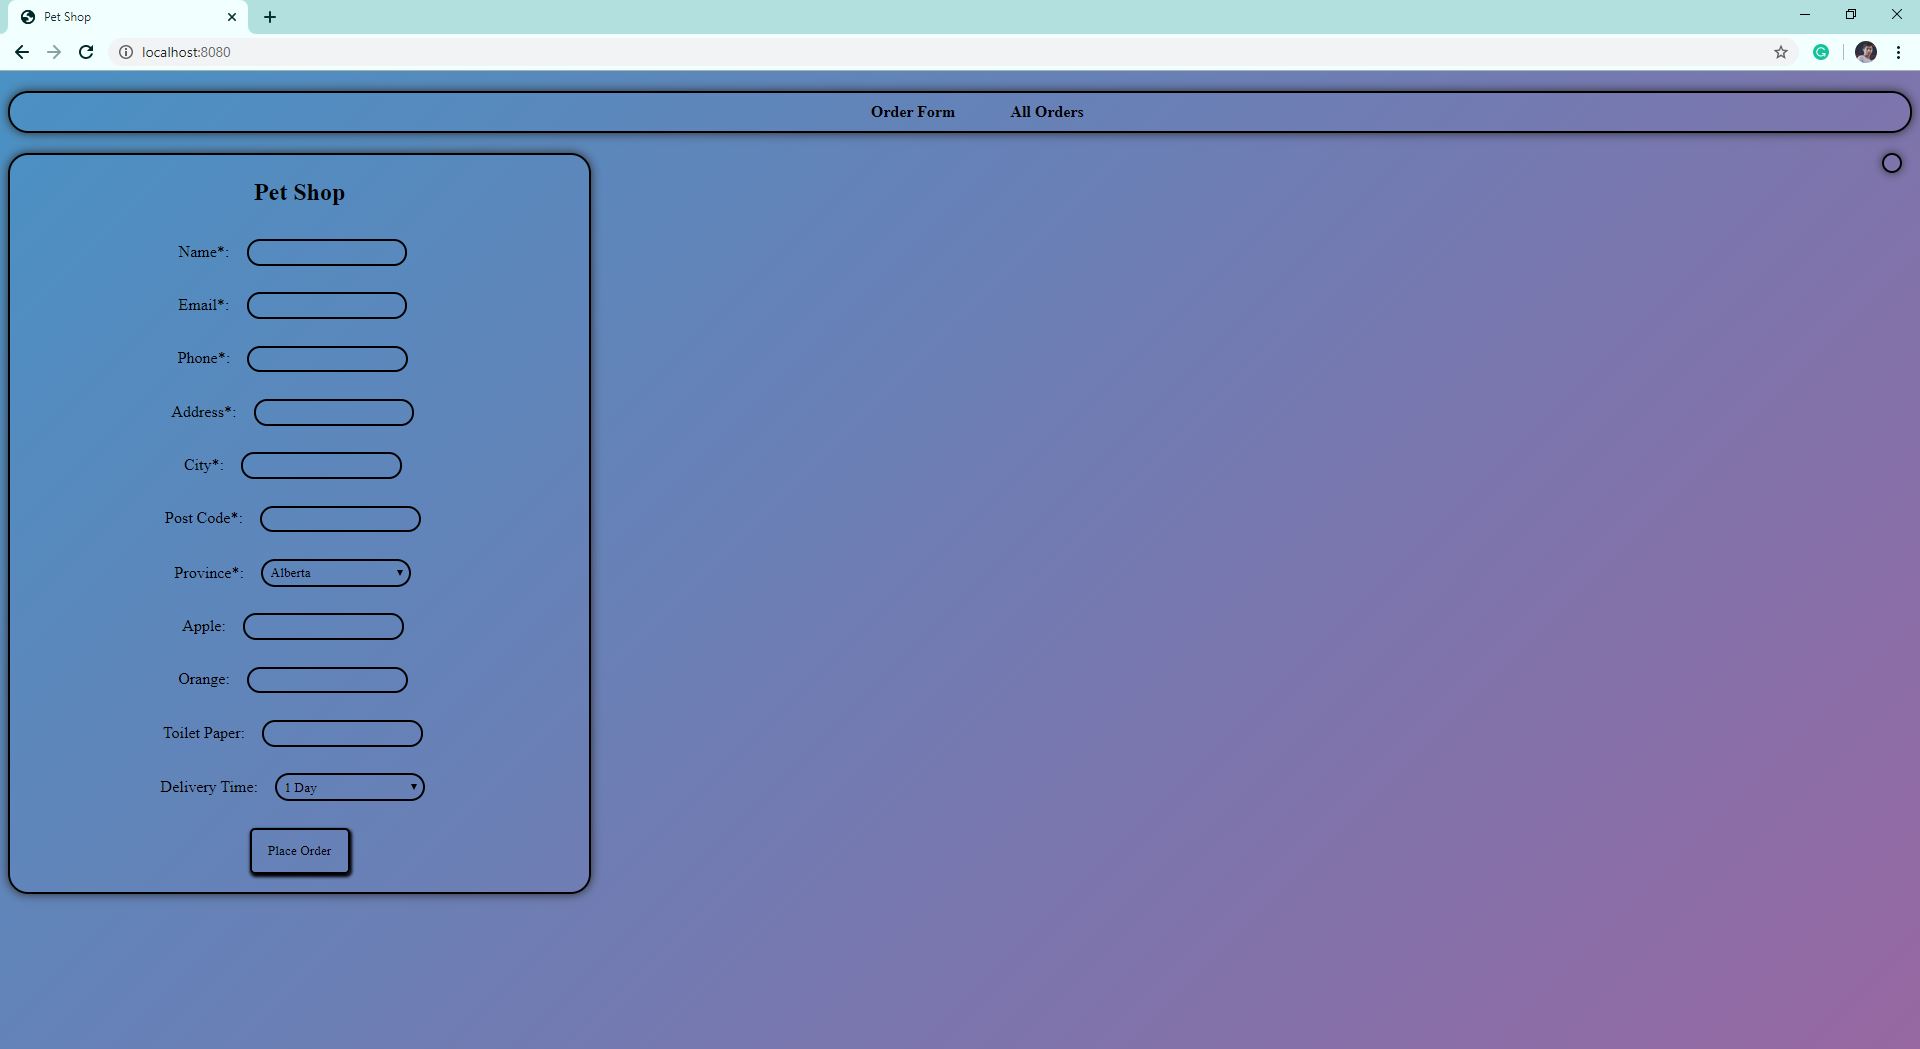 Pet Shop
localhost:8080
Order Form All Orders
Pet Shop
Name*:
Email*:
Phone*:
Address*:
City*:
Post Code*:
Province*: Alberta
Apple:
Orange:
Toilet Paper:
Delivery Time: 1 Day
Place Order